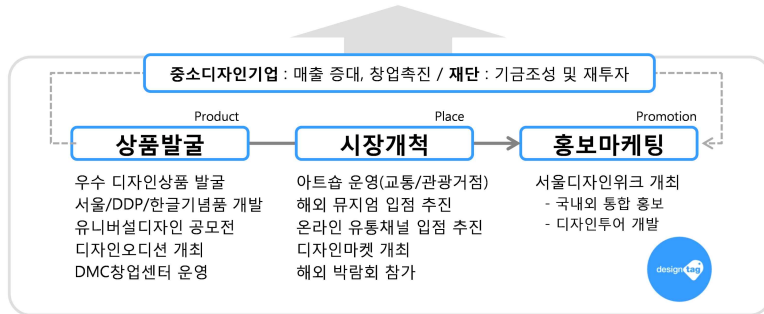 중소디자인기업 : 매출 증대, 창업촉진 / 재단 : 기금조성 및 재투자
Product
상품발굴
우수 디자인상품 발굴
서울/DDP/한글기념품 개발
유니버설디자인 공모전
디자인오디션 개최
DMC창업센터 운영
Place
시장개척
아트숍 운영(교통/관광거점)
해외 뮤지엄 입점 추진
온라인 유통채널 입점 추진
디자인마켓 개최
해외 박람회 참가
Promotion
홍보마케팅
서울디자인위크 개최
- 국내외 통합 홍보
- 디자인투어 개발
design tag